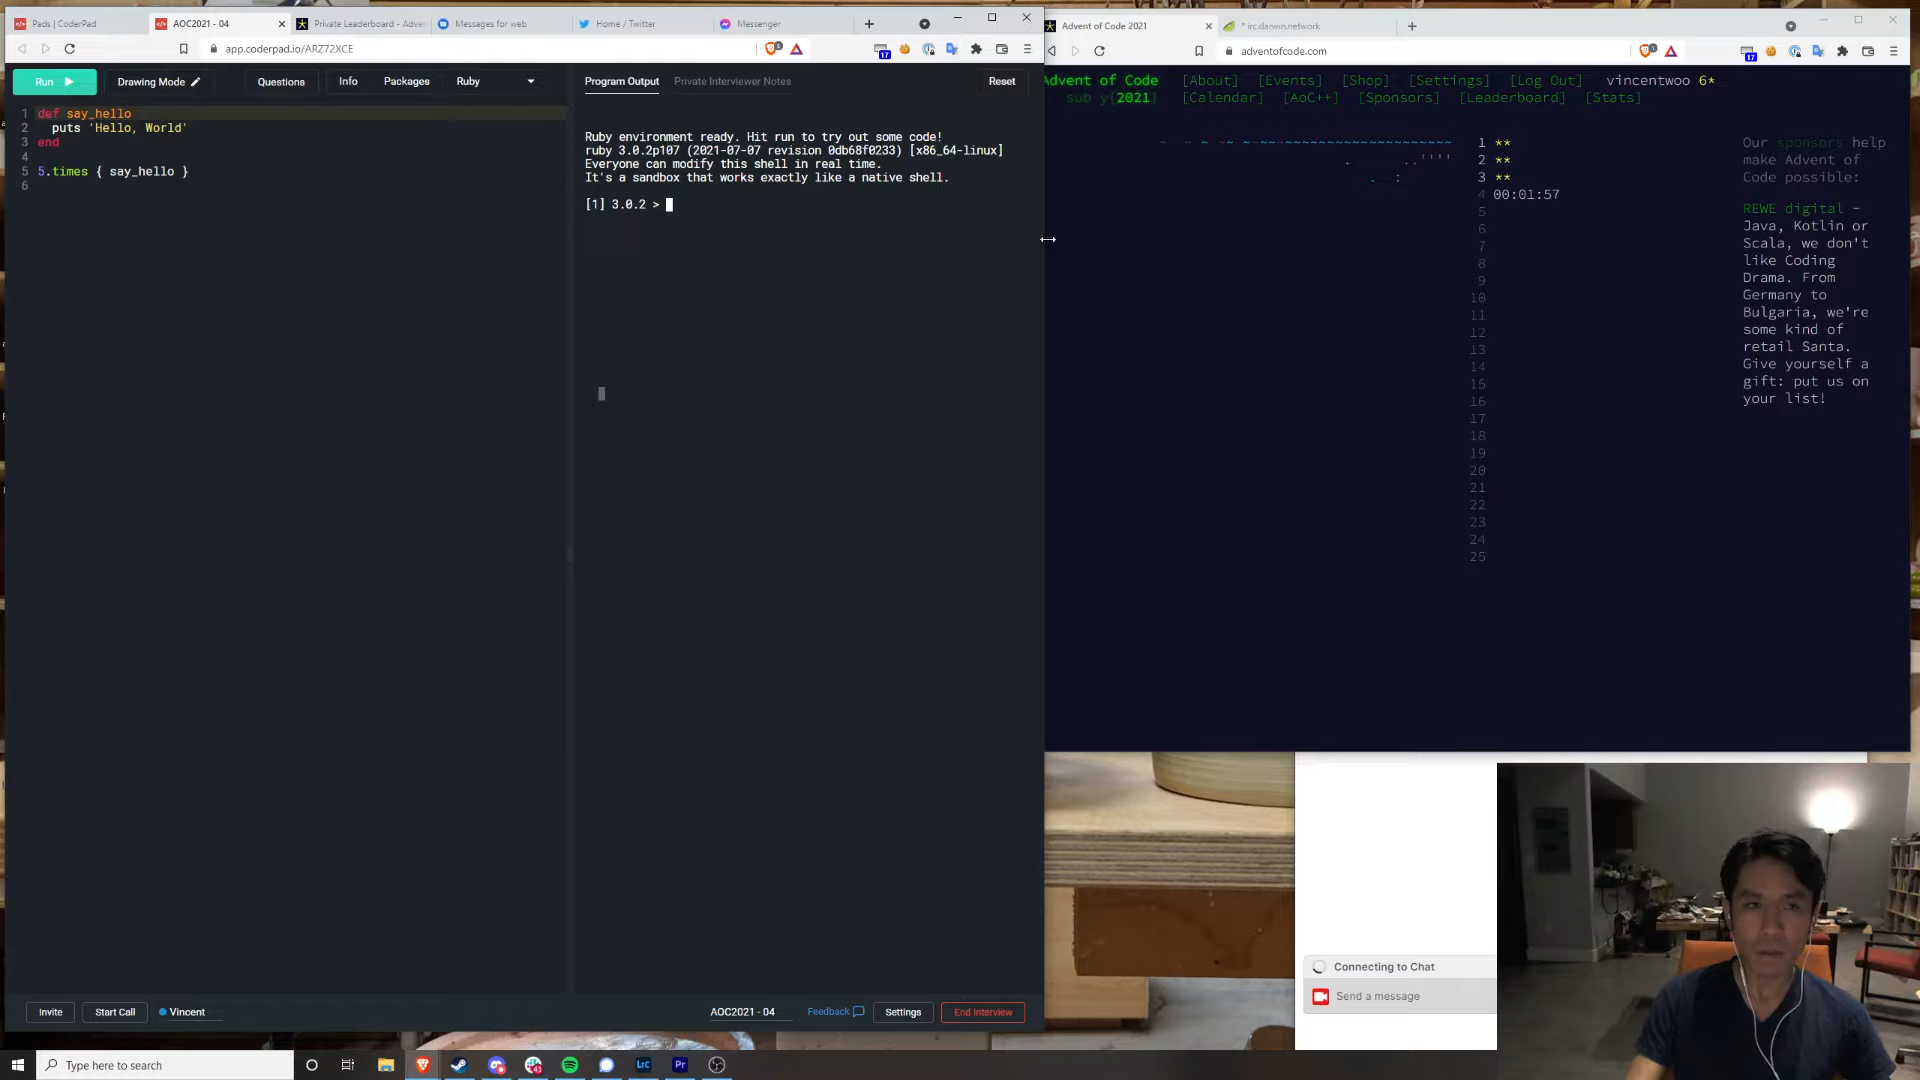 Pads | CoderPad
AOC2021 - 04
Private Leaderboard - Adve
Messages for web
Home / Twitter
Messenger
app.coderpad.io/ARZ72XCE
17
Run
Drawing Mode
Questions
Info
Packages
Ruby
Program Output
Private Interviewer Notes
Reset
1 def say_hello
2 puts 'Hello, World'
3 end
4
5 5.times { say_hello }
6
Ruby environment ready. Hit run to try out some code!
ruby 3.0.2p107 (2021-07-07 revision 0db68f0233) [x86_64-linux]
Everyone can modify this shell in real time.
It's a sandbox that works exactly like a native shell.
[1] 3.0.2 >
Invite
Start Call
Vincent
AOC2021 - 04
Feedback
Settings
End Interview
Advent of Code 2021
* irc.darwin.network
adventofcode.com
17
Advent of Code
[About]
[Events]
[Shop]
[Settings]
[Log Out]
vincentwoo 6*
sub y{2021}
[Calendar]
[AoC++]
[Sponsors]
[Leaderboard]
[Stats]
1 **
2 **
3 **
4 00:01:57
5
6
7
8
9
10
11
12
13
14
15
16
17
18
19
20
21
22
23
24
25
Our sponsors help
make Advent of
Code possible:
REWE digital -
Java, Kotlin or
Scala, we don't
like Coding
Drama. From
Germany to
Bulgaria, we're
some kind of
retail Santa.
Give yourself a
gift: put us on
your list!
Connecting to Chat
Send a message
Type here to search
LrC
Pr